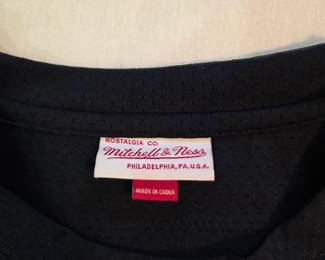 NOSTALGIA CO.
Mitchell & Ness
PHILADELPHIA, PA. U.S.A.
MADE IN CHINA